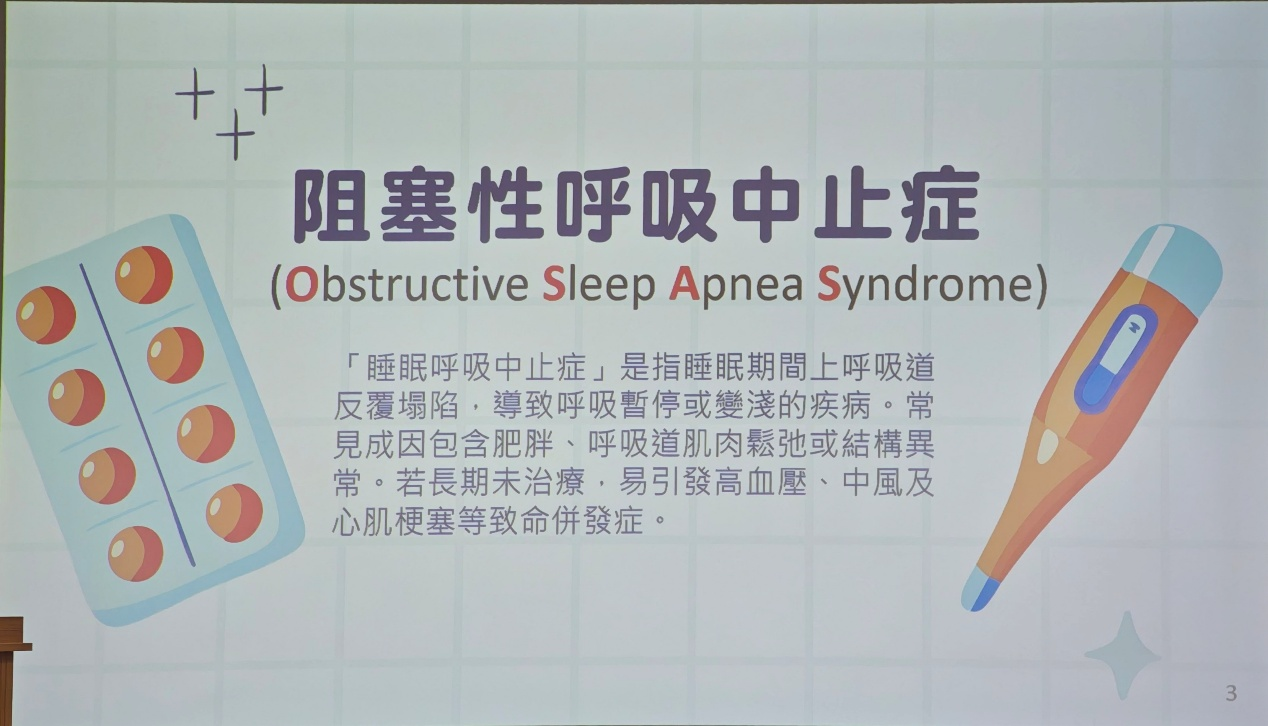 阻塞性呼吸中止症
(Obstructive Sleep Apnea Syndrome)
「睡眠呼吸中止症」是指睡眠期間上呼吸道
反覆塌陷，導致呼吸暫停或變淺的疾病。常
見成因包含肥胖、呼吸道肌肉鬆弛或結構異
常。若長期未治療，易引發高血壓、中風及
心肌梗塞等致命併發症。
3